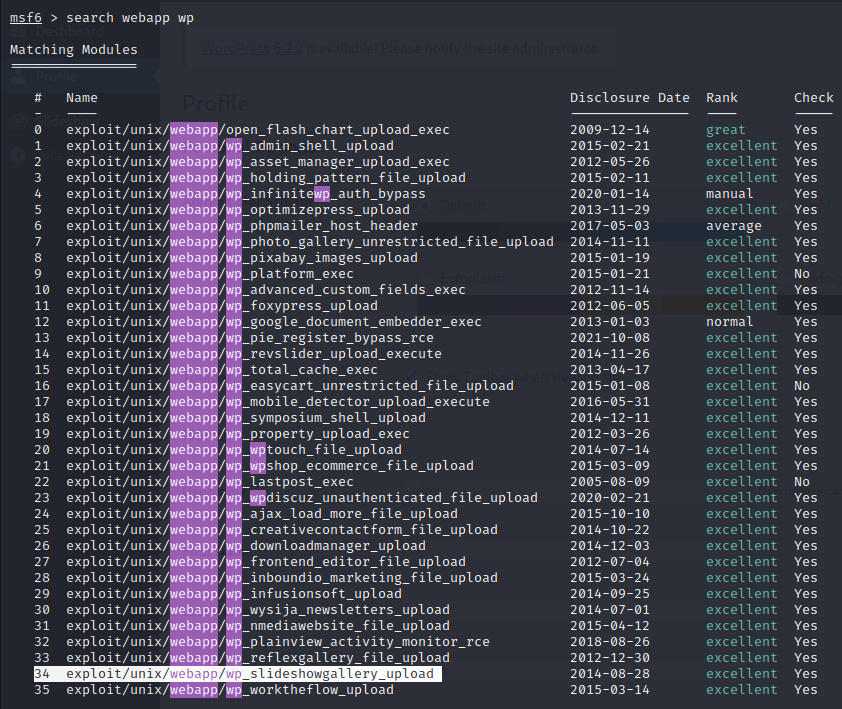 msf6 > search webapp wp
Dashboard
WordPress 6.2.2 is available! Please notify the site administrator.
Matching Modules
Profile
Profile
# Name Disclosure Date Rank Check
0 exploit/unix/webapp/open_flash_chart_upload_exec 2009-12-14 great Yes
1 exploit/unix/webapp/wp_admin_shell_upload 2015-02-21 excellent Yes
2 exploit/unix/webapp/wp_asset_manager_upload_exec 2012-05-26 excellent Yes
3 exploit/unix/webapp/wp_holding_pattern_file_upload 2015-02-11 excellent Yes
4 exploit/unix/webapp/wp_infinitewp_auth_bypass 2020-01-14 manual Yes
5 exploit/unix/webapp/wp_optimizepress_upload 2013-11-29 excellent Yes
6 exploit/unix/webapp/wp_phpmailer_host_header 2017-05-03 average Yes
7 exploit/unix/webapp/wp_photo_gallery_unrestricted_file_upload 2014-11-11 excellent Yes
8 exploit/unix/webapp/wp_pixabay_images_upload 2015-01-19 excellent Yes
9 exploit/unix/webapp/wp_platform_exec 2015-01-21 excellent No
10 exploit/unix/webapp/wp_advanced_custom_fields_exec 2012-11-14 excellent Yes
11 exploit/unix/webapp/wp_foxypress_upload 2012-06-05 excellent Yes
12 exploit/unix/webapp/wp_google_document_embedder_exec 2013-01-03 normal Yes
13 exploit/unix/webapp/wp_pie_register_bypass_rce 2021-10-08 excellent Yes
14 exploit/unix/webapp/wp_revslider_upload_execute 2014-11-26 excellent Yes
15 exploit/unix/webapp/wp_total_cache_exec 2013-04-17 excellent Yes
16 exploit/unix/webapp/wp_easycart_unrestricted_file_upload 2015-01-08 excellent No
17 exploit/unix/webapp/wp_mobile_detector_upload_execute 2016-05-31 excellent Yes
18 exploit/unix/webapp/wp_symposium_shell_upload 2014-12-11 excellent Yes
19 exploit/unix/webapp/wp_property_upload_exec 2012-03-26 excellent Yes
20 exploit/unix/webapp/wp_wptouch_file_upload 2014-07-14 excellent Yes
21 exploit/unix/webapp/wp_wpshop_ecommerce_file_upload 2015-03-09 excellent Yes
22 exploit/unix/webapp/wp_lastpost_exec 2005-08-09 excellent No
23 exploit/unix/webapp/wp_wpdiscuz_unauthenticated_file_upload 2020-02-21 excellent Yes
24 exploit/unix/webapp/wp_ajax_load_more_file_upload 2015-10-10 excellent Yes
25 exploit/unix/webapp/wp_creativecontactform_file_upload 2014-10-22 excellent Yes
26 exploit/unix/webapp/wp_downloadmanager_upload 2014-12-03 excellent Yes
27 exploit/unix/webapp/wp_frontend_editor_file_upload 2012-07-04 excellent Yes
28 exploit/unix/webapp/wp_inboundio_marketing_file_upload 2015-03-24 excellent Yes
29 exploit/unix/webapp/wp_infusionsoft_upload 2014-09-25 excellent Yes
30 exploit/unix/webapp/wp_wysija_newsletters_upload 2014-07-01 excellent Yes
31 exploit/unix/webapp/wp_nmediawebsite_file_upload 2015-04-12 excellent Yes
32 exploit/unix/webapp/wp_plainview_activity_monitor_rce 2018-08-26 excellent Yes
33 exploit/unix/webapp/wp_reflexgallery_file_upload 2012-12-30 excellent Yes
34 exploit/unix/webapp/wp_slideshowgallery_upload 2014-08-28 excellent Yes
35 exploit/unix/webapp/wp_worktheflow_upload 2015-03-14 excellent Yes